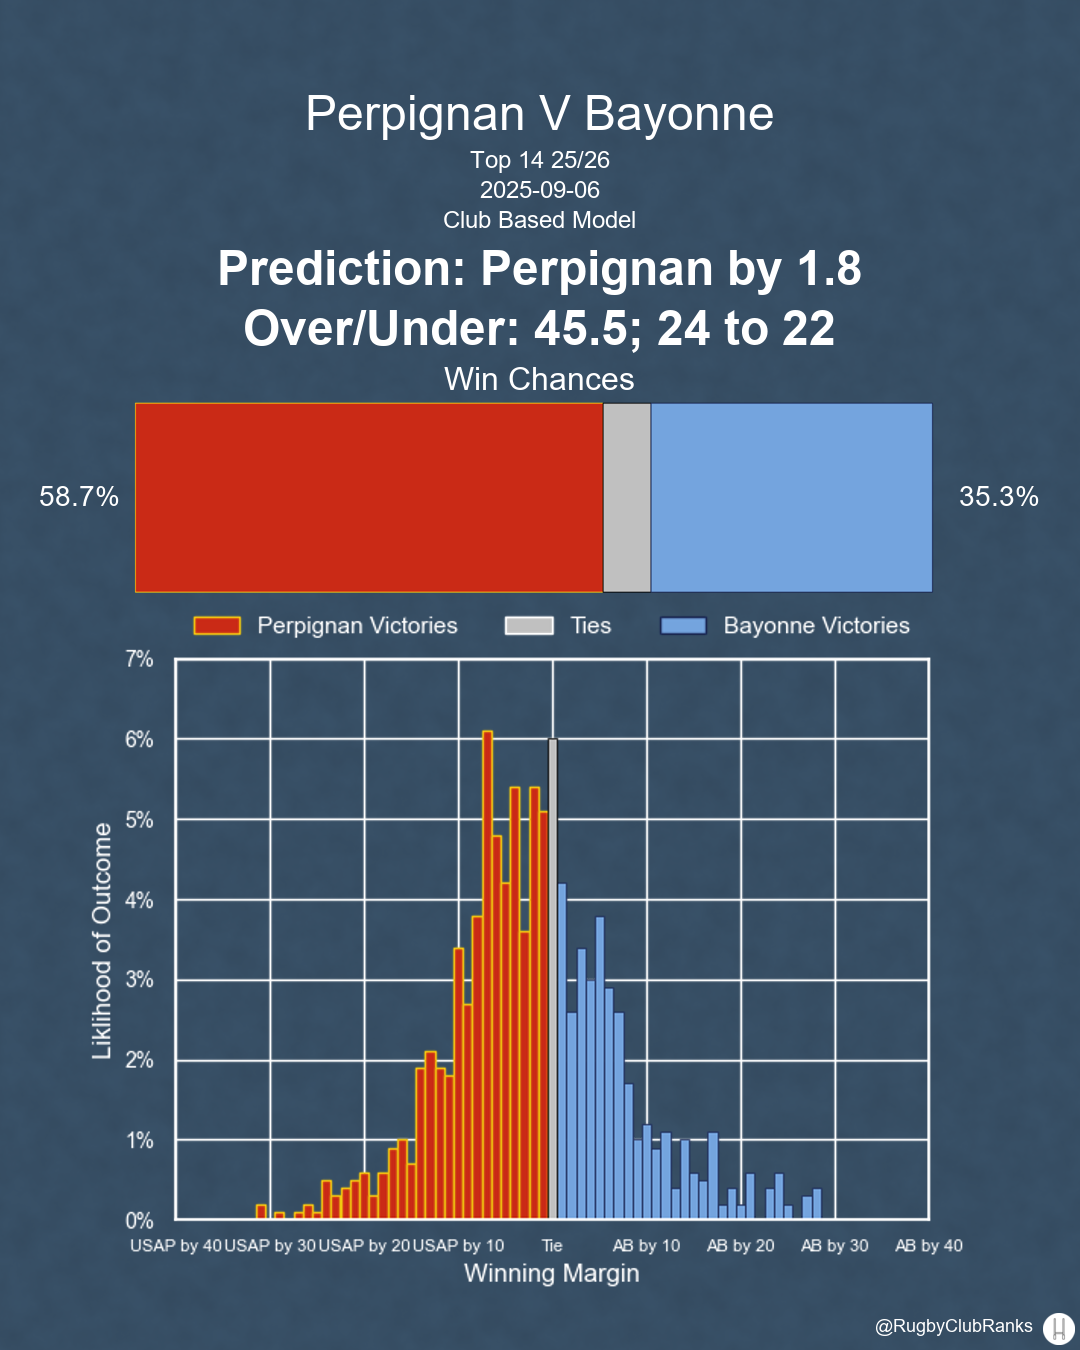 Perpignan V Bayonne
Top 14 25/26
2025-09-06
Club Based Model
Prediction: Perpignan by 1.8
Over/Under: 45.5; 24 to 22
Win Chances
58.7%
35.3%
Perpignan Victories
Ties
Bayonne Victories
7%
6%
5%
4%
3%
2%
1%
0%
Liklihood of Outcome
USAP by 40 USAP by 30 USAP by 20 USAP by 10 Tie AB by 10 AB by 20 AB by 30 AB by 40
Winning Margin
@RugbyClubRanks